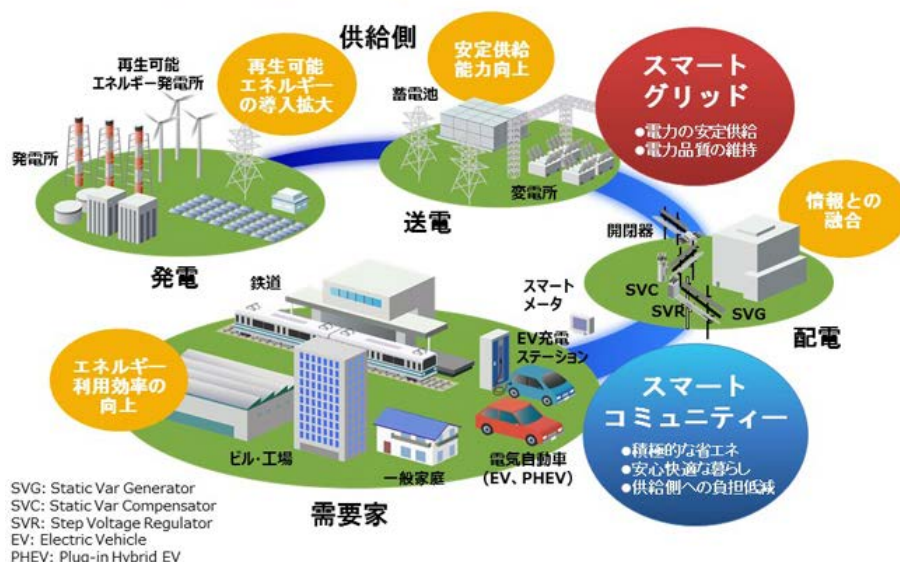 供給側
再生可能
エネルギー発電所
再生可能
エネルギー
の導入拡大
発電所
発電
安定供給
能力向上
蓄電池
変電所
送電
スマート
グリッド
●電力の安定供給
●電力品質の維持
情報との
融合
開閉器
SVC
SVR
SVG
配電
スマート
メータ
鉄道
EV充電
ステーション
エネルギー
利用効率の
向上
ビル・工場
一般家庭
電気自動車
(EV、PHEV)
需要家
スマート
コミュニティー
●積極的な省エネ
●安心快適な暮らし
●供給側への負担低減
SVG: Static Var Generator
SVC: Static Var Compensator
SVR: Step Voltage Regulator
EV: Electric Vehicle
PHEV: Plug-in Hybrid EV